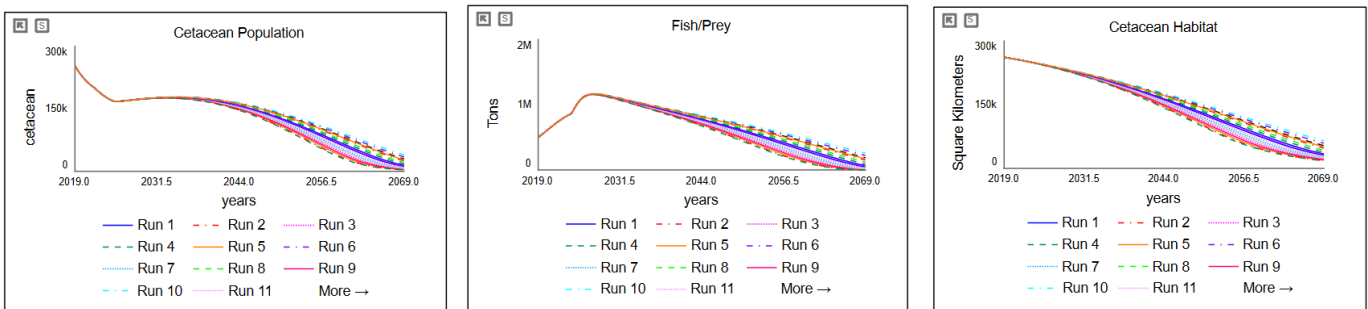 S
Cetacean Population
300k
150k
0
cetacean
2019.0 2031.5 2044.0 2056.5 2069.0
years
Run 1 Run 2 Run 3
Run 4 Run 5 Run 6
Run 7 Run 8 Run 9
Run 10 Run 11 More →
S
Fish/Prey
2M
1M
0
Tons
2019.0 2031.5 2044.0 2056.5 2069.0
years
Run 1 Run 2 Run 3
Run 4 Run 5 Run 6
Run 7 Run 8 Run 9
Run 10 Run 11 More →
S
Cetacean Habitat
300k
150k
0
Square Kilometers
2019.0 2031.5 2044.0 2056.5 2069.0
years
Run 1 Run 2 Run 3
Run 4 Run 5 Run 6
Run 7 Run 8 Run 9
Run 10 Run 11 More →